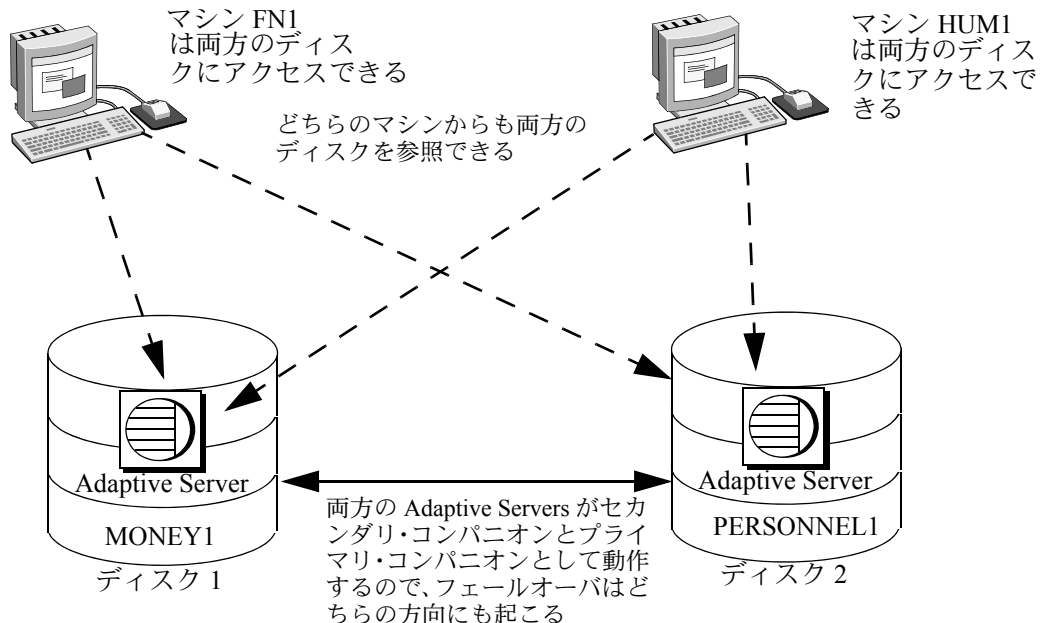 マシン FN1
は両方のディス
クにアクセスできる
マシン HUM1
は両方のディス
クにアクセスで
きる
どちらのマシンからも両方の
ディスクを参照できる
Adaptive Server
MONEY1
ディスク 1
Adaptive Server
PERSONNEL1
ディスク 2
両方の Adaptive Servers がセカ
ンダリ・コンパニオンとプライ
マリ・コンパニオンとして動作
するので、フェールオーバはど
ちらの方向にも起こる